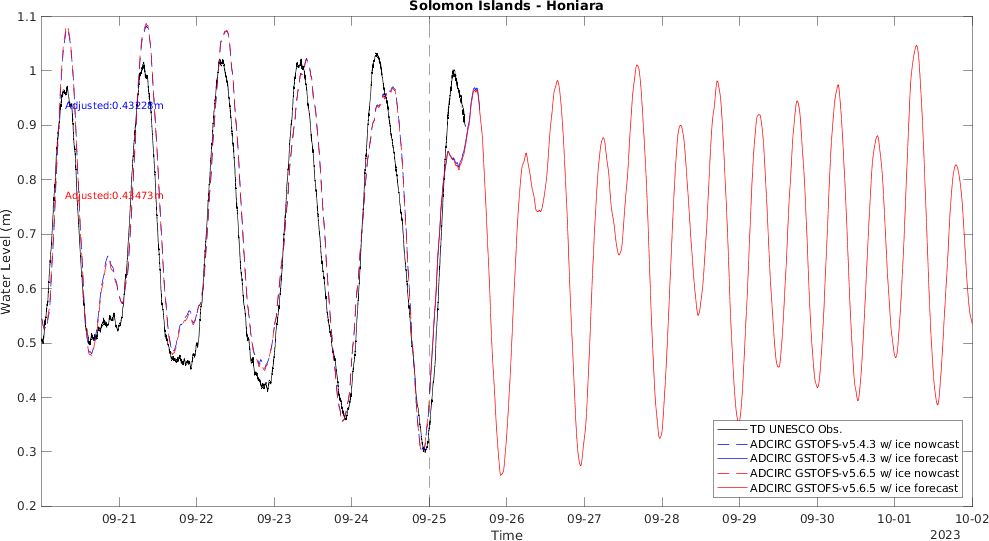 Solomon Islands - Honiara
1.1
1
0.9
0.8
0.7
0.6
0.5
0.4
0.3
0.2
Water Level (m)
Adjusted:0.43228m
Adjusted:0.43473m
TD UNESCO Obs.
ADCIRC GSTOFS-v5.4.3 w/ ice nowcast
ADCIRC GSTOFS-v5.4.3 w/ ice forecast
ADCIRC GSTOFS-v5.6.5 w/ ice nowcast
ADCIRC GSTOFS-v5.6.5 w/ ice forecast
09-21 09-22 09-23 09-24 09-25 09-26 09-27 09-28 09-29 09-30 10-01 10-02
Time
2023